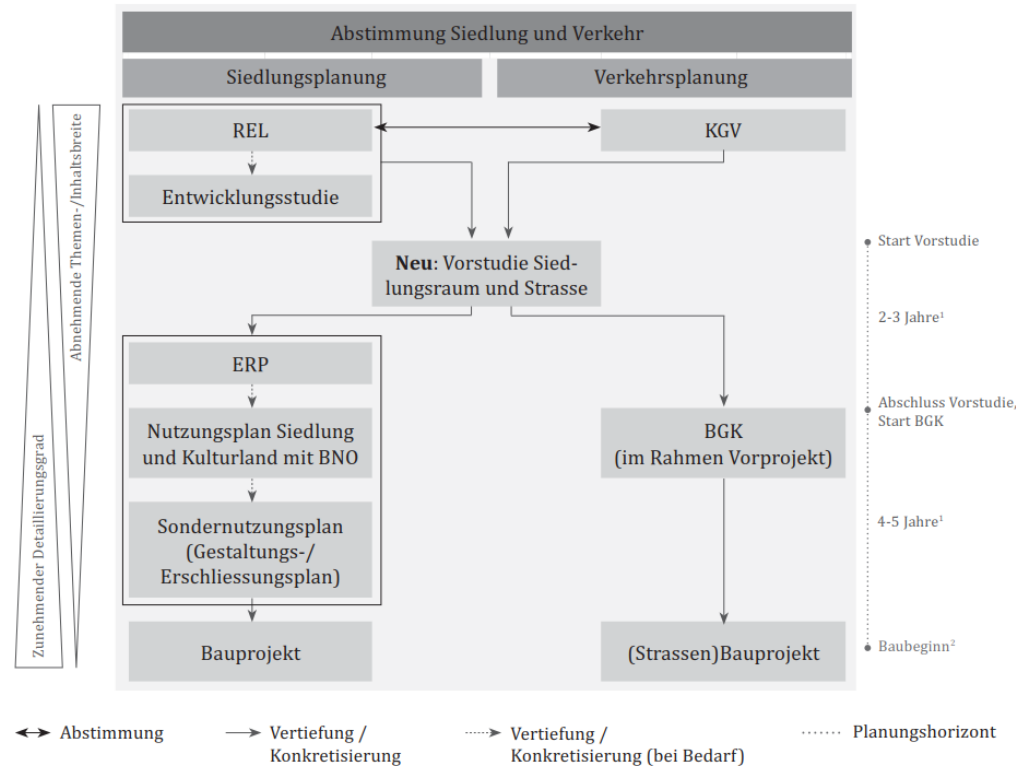 Abstimmung Siedlung und Verkehr
Siedlungsplanung
Verkehrsplanung
Abnehmende Themen-/Inhaltsbreite
Zunehmender Detaillierungsgrad
REL
KGV
Entwicklungsstudie
Neu: Vorstudie Sied-
lungsraum und Strasse
ERP
Nutzungsplan Siedlung
und Kulturland mit BNO
BGK
(im Rahmen Vorprojekt)
Sondernutzungsplan
(Gestaltungs-/
Erschliessungsplan)
Bauprojekt
(Strassen)Bauprojekt
Start Vorstudie
2-3 Jahre¹
Abschluss Vorstudie,
Start BGK
4-5 Jahre¹
Baubeginn²
Abstimmung
Vertiefung /
Konkretisierung
Vertiefung /
Konkretisierung (bei Bedarf)
Planungshorizont